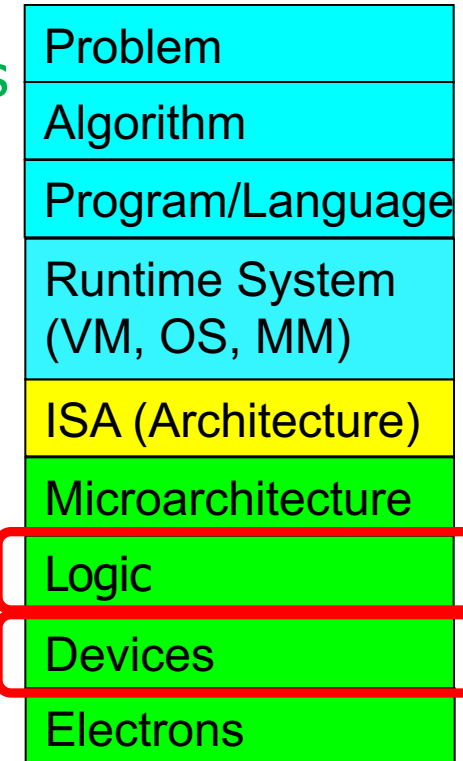 Problem
Algorithm
Program/Language
Runtime System
(VM, OS, MM)
ISA (Architecture)
Microarchitecture
Logic
Devices
Electrons